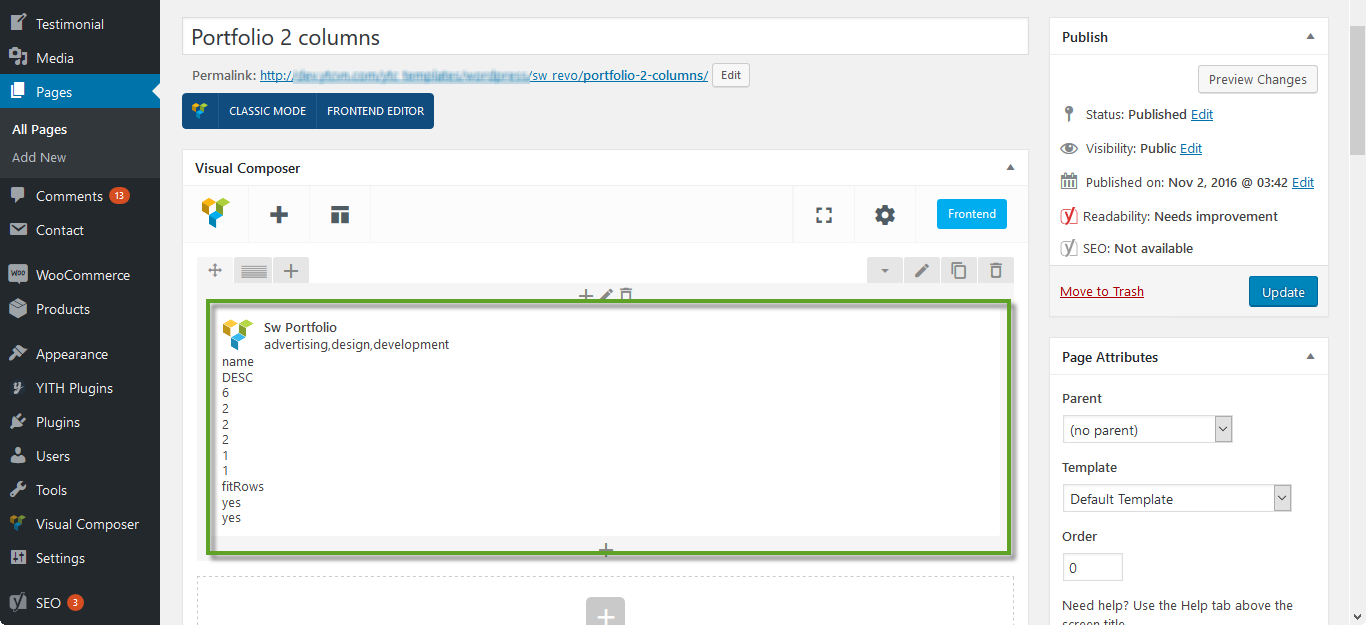 Testimonial
Media
Pages
All Pages
Add New
Comments 13
Contact
WooCommerce
Products
Appearance
YITH Plugins
Plugins
Users
Tools
Visual Composer
Settings
SEO 3
Portfolio 2 columns
Permalink: http:// /sw_revo/portfolio-2-columns/ Edit
CLASSIC MODE FRONTEND EDITOR
Visual Composer
Frontend
Sw Portfolio
advertising,design,development
name
DESC
6
2
2
2
1
1
fitRows
yes
yes
Publish
Preview Changes
Status: Published Edit
Visibility: Public Edit
Published on: Nov 2, 2016 @ 03:42 Edit
Readability: Needs improvement
SEO: Not available
Move to Trash Update
Page Attributes
Parent
(no parent)
Template
Default Template
Order
0
Need help? Use the Help tab above the
screen title.